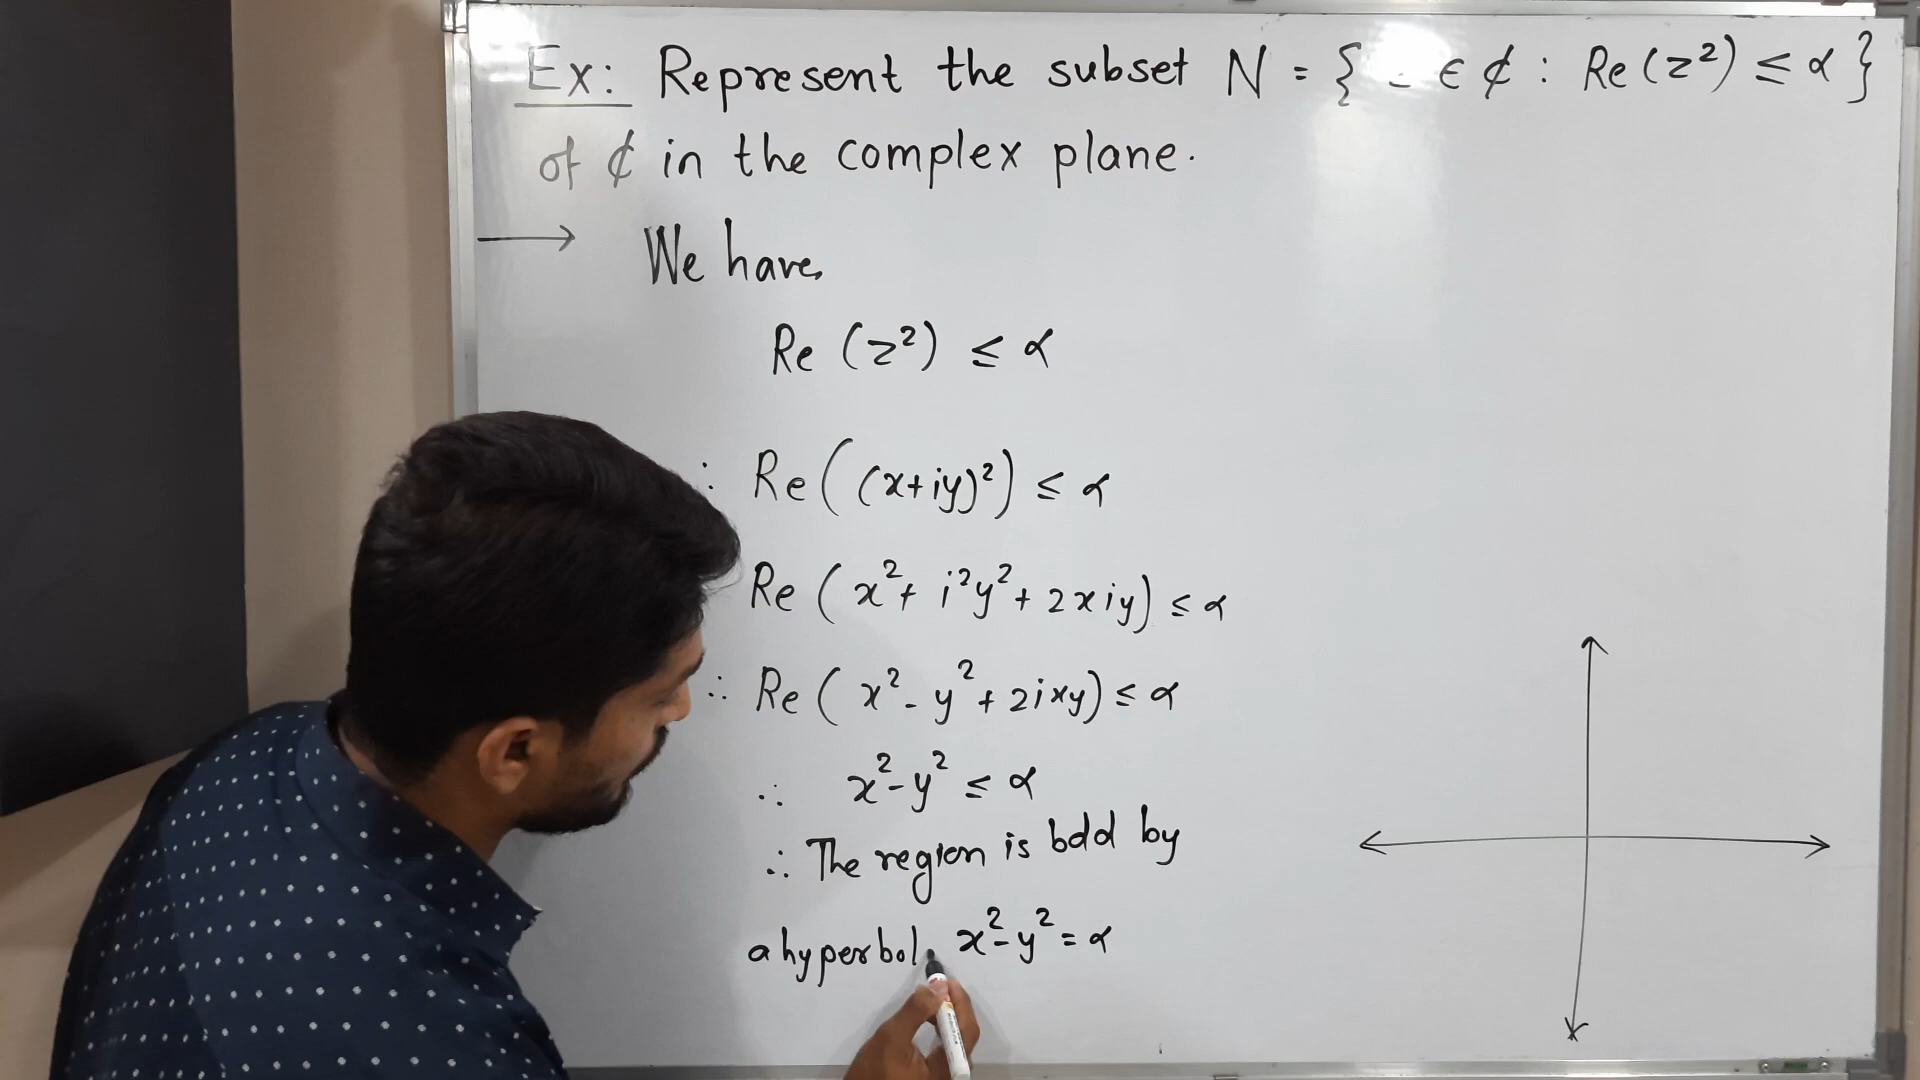 Ex: Represent the subset N = { ∈ ₵ : Re(z²) ≤ α }
of ₵ in the complex plane.
⟶ We have,
Re (z²) ≤ α
∴ Re((x+iy)²) ≤ α
Re (x² + i²y² + 2xiy) ≤ α
∴ Re (x² - y² + 2ixy) ≤ α
∴ x² - y² ≤ α
∴ The region is bdd by
a hyperbol x² - y² = α